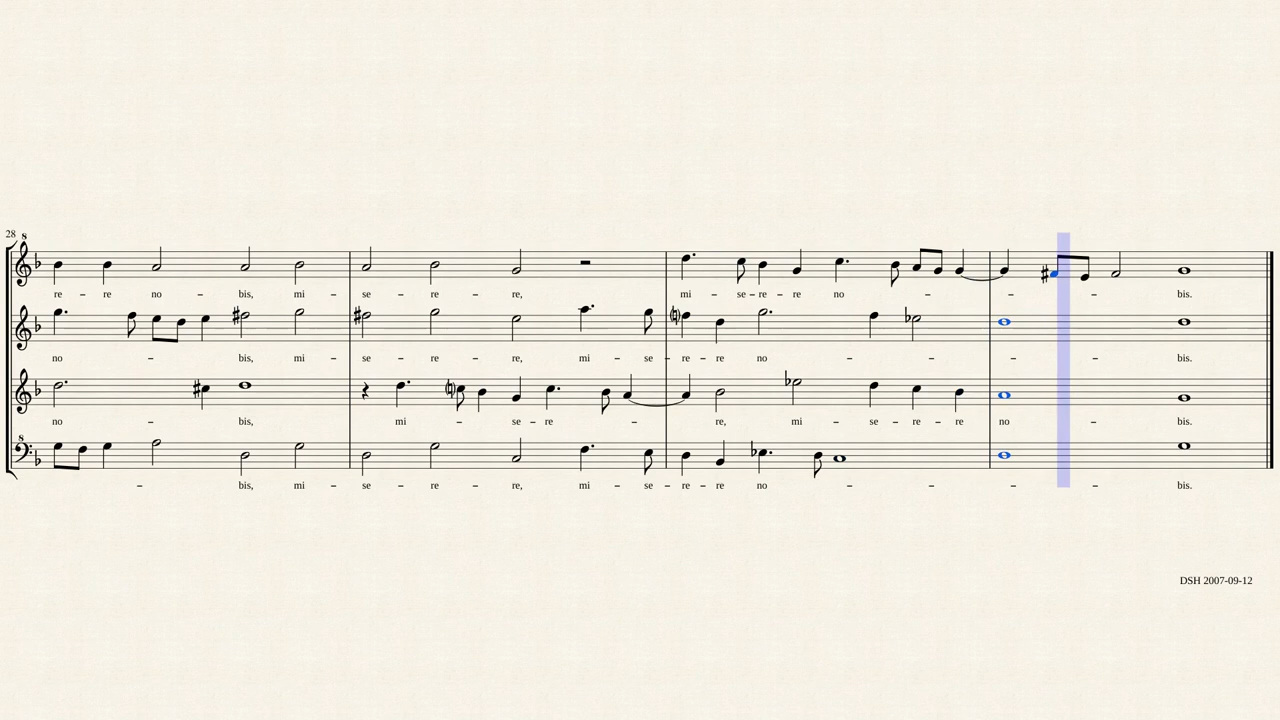 28
8
re – re no – bis, mi – se – re – re, mi – se – re – re no – – – – bis.
no – bis, mi – se – re – re, mi – se – re – re no – – – bis.
no – bis, mi se – re – re, mi – se – re – re no – bis.
8
– bis, mi – se – re – re, mi – se – re – re no – – – – bis.
DSH 2007-09-12